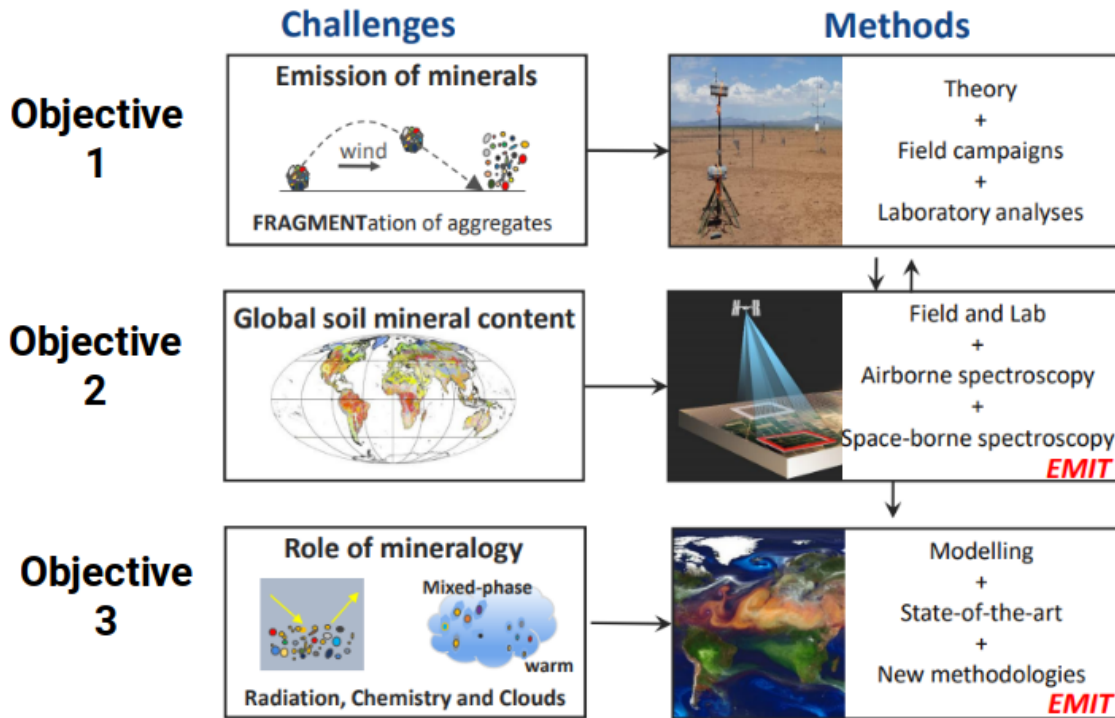 Challenges
Methods
Objective
1
Emission of minerals
wind
FRAGMENTation of aggregates
Theory
+
Field campaigns
+
Laboratory analyses
Objective
2
Global soil mineral content
Field and Lab
+
Airborne spectroscopy
+
Space-borne spectroscopy
EMIT
Objective
3
Role of mineralogy
Mixed-phase
warm
Radiation, Chemistry and Clouds
Modelling
+
State-of-the-art
+
New methodologies
EMIT